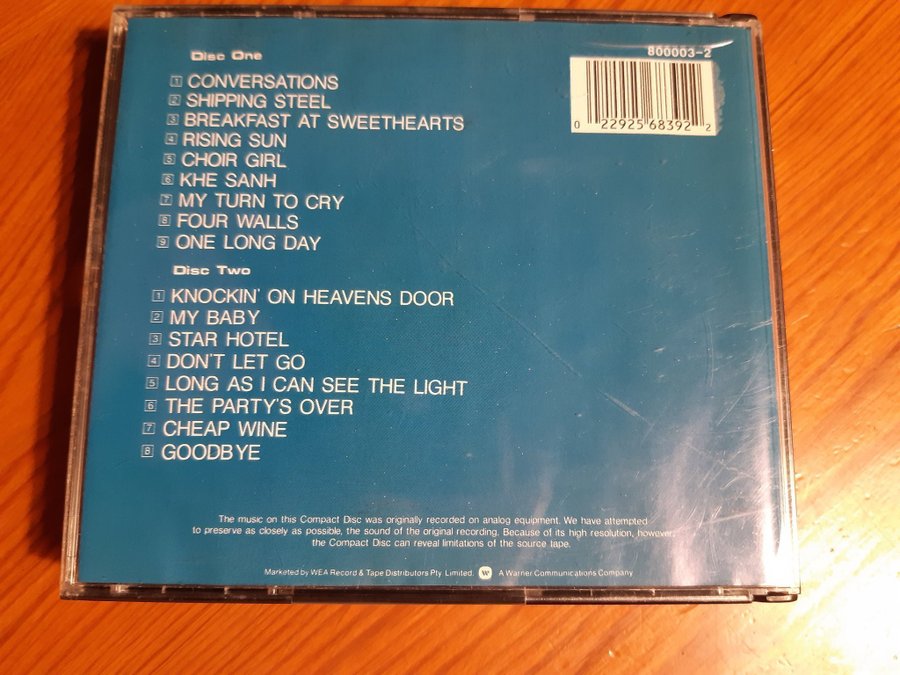 800003-2
0 22925 68392 2
Disc One
1 CONVERSATIONS
2 SHIPPING STEEL
3 BREAKFAST AT SWEETHEARTS
4 RISING SUN
5 CHOIR GIRL
6 KHE SANH
7 MY TURN TO CRY
8 FOUR WALLS
9 ONE LONG DAY
Disc Two
1 KNOCKIN' ON HEAVENS DOOR
2 MY BABY
3 STAR HOTEL
4 DON'T LET GO
5 LONG AS I CAN SEE THE LIGHT
6 THE PARTY'S OVER
7 CHEAP WINE
8 GOODBYE
The music on this Compact Disc was originally recorded on analog equipment. We have attempted
to preserve as closely as possible, the sound of the original recording. Because of its high resolution, however,
the Compact Disc can reveal limitations of the source tape.
Marketed by WEA Record & Tape Distributors Pty. Limited. W A Warner Communications Company